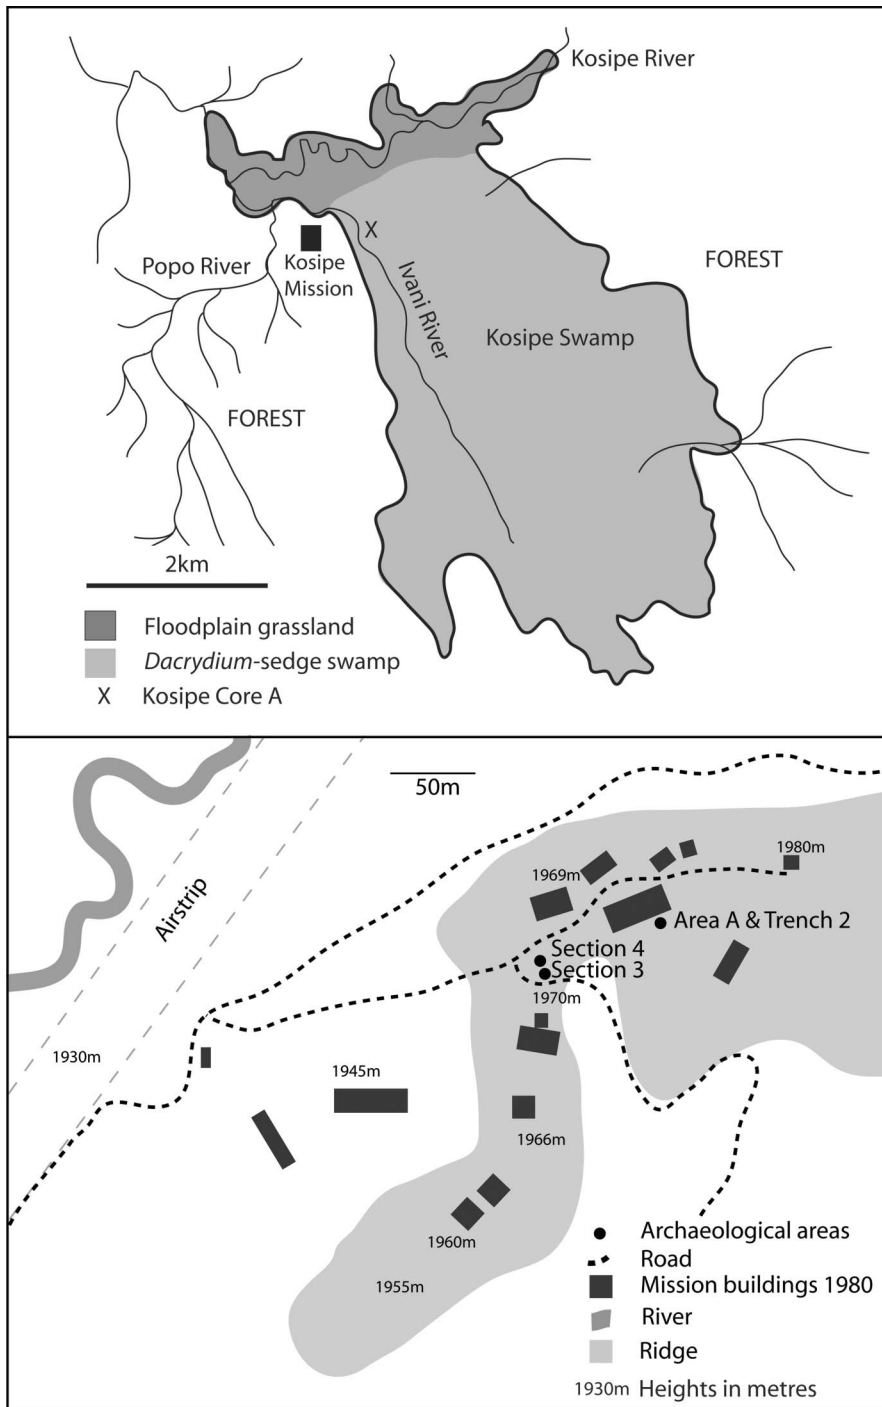 Kosipe River
X
Popo River
Kosipe
Mission
Ivani River
FOREST
Kosipe Swamp
FOREST
2km
Floodplain grassland
Dacrydium-sedge swamp
X Kosipe Core A
50m
Airstrip
1980m
1969m
Area A & Trench 2
Section 4
Section 3
1970m
1930m
1945m
1966m
1960m
1955m
Archaeological areas
Road
Mission buildings 1980
River
Ridge
1930m Heights in metres